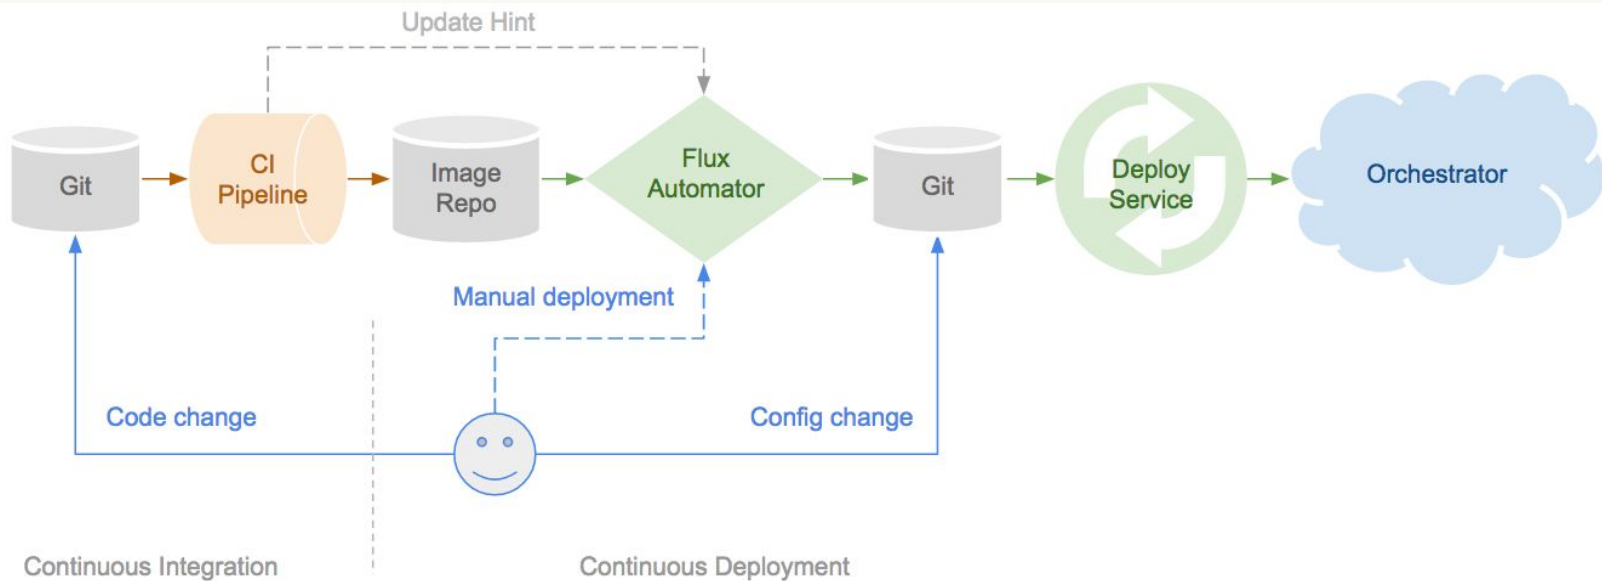 Update Hint
Git
CI
Pipeline
Image
Repo
Flux
Automator
Git
Deploy
Service
Orchestrator
Manual deployment
Code change
Config change
Continuous Integration
Continuous Deployment